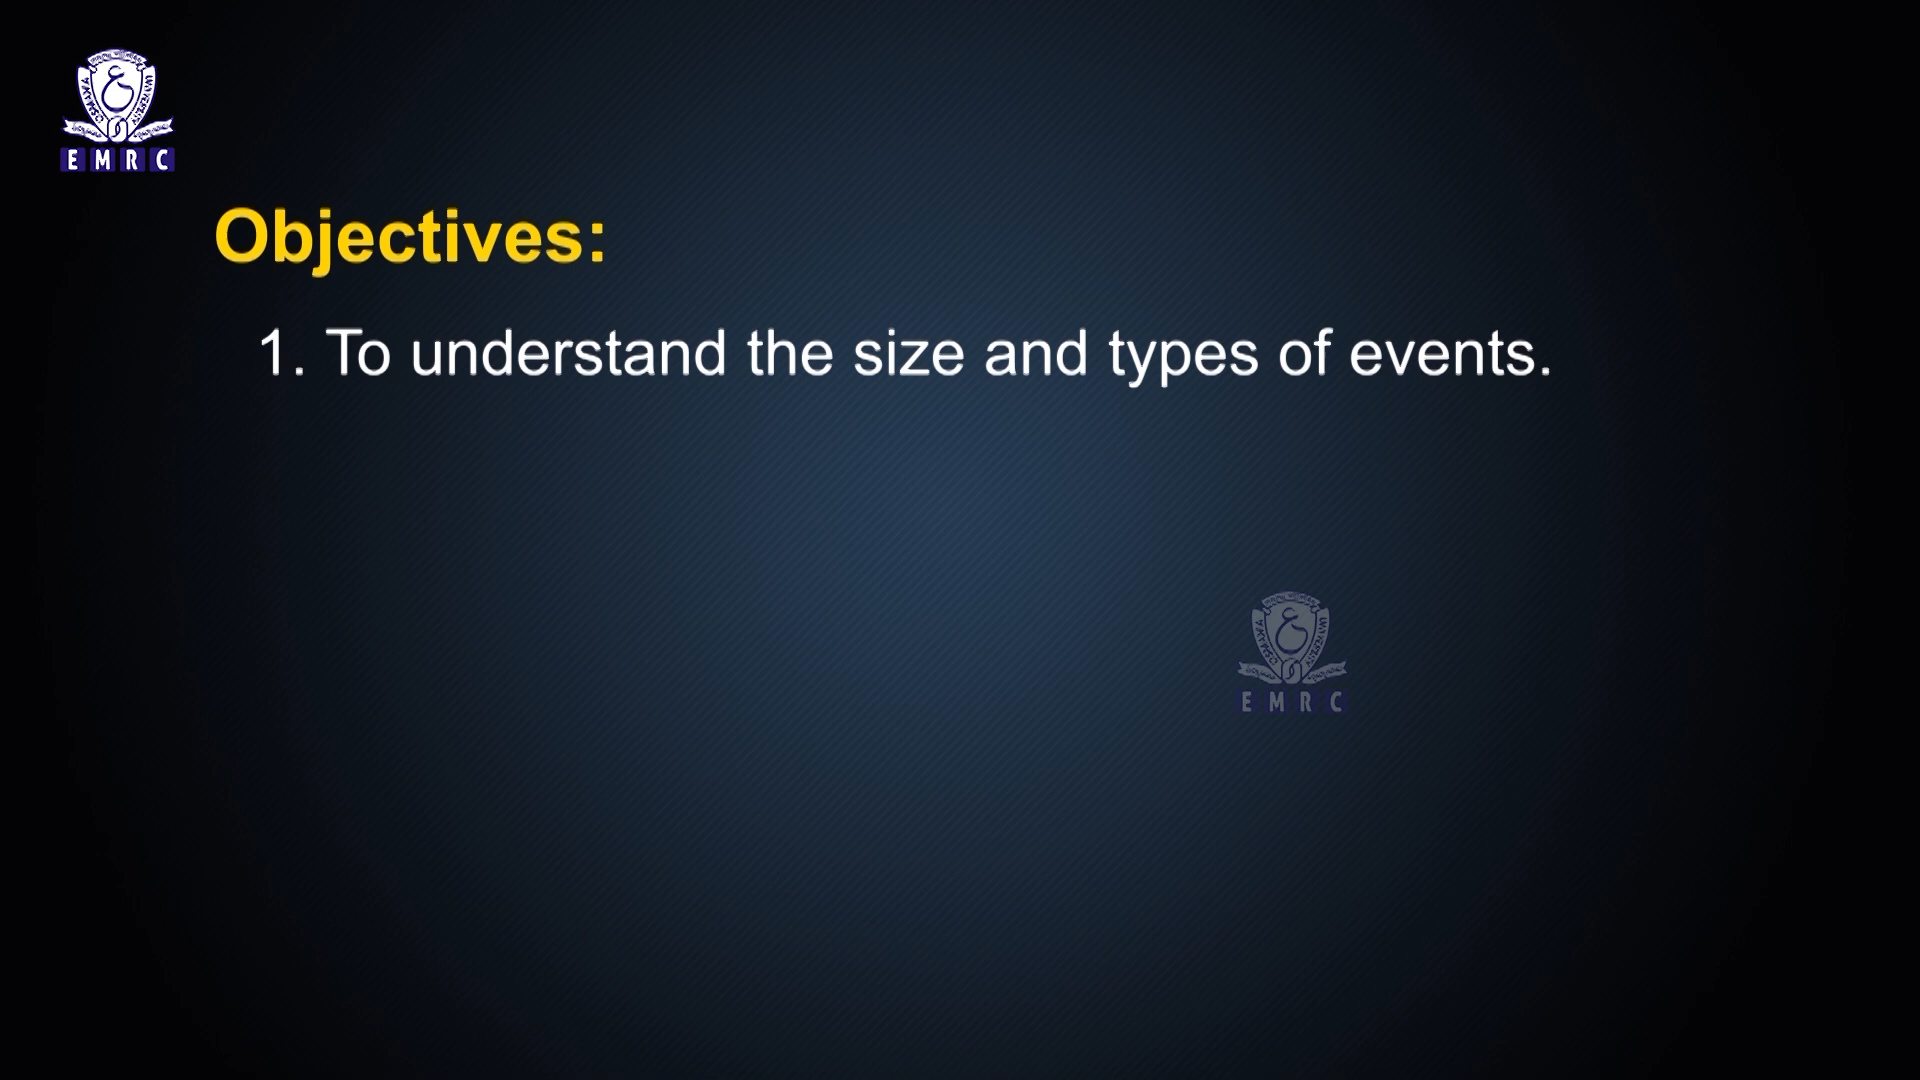 EMRC
Objectives:
1. To understand the size and types of events.
EMRC